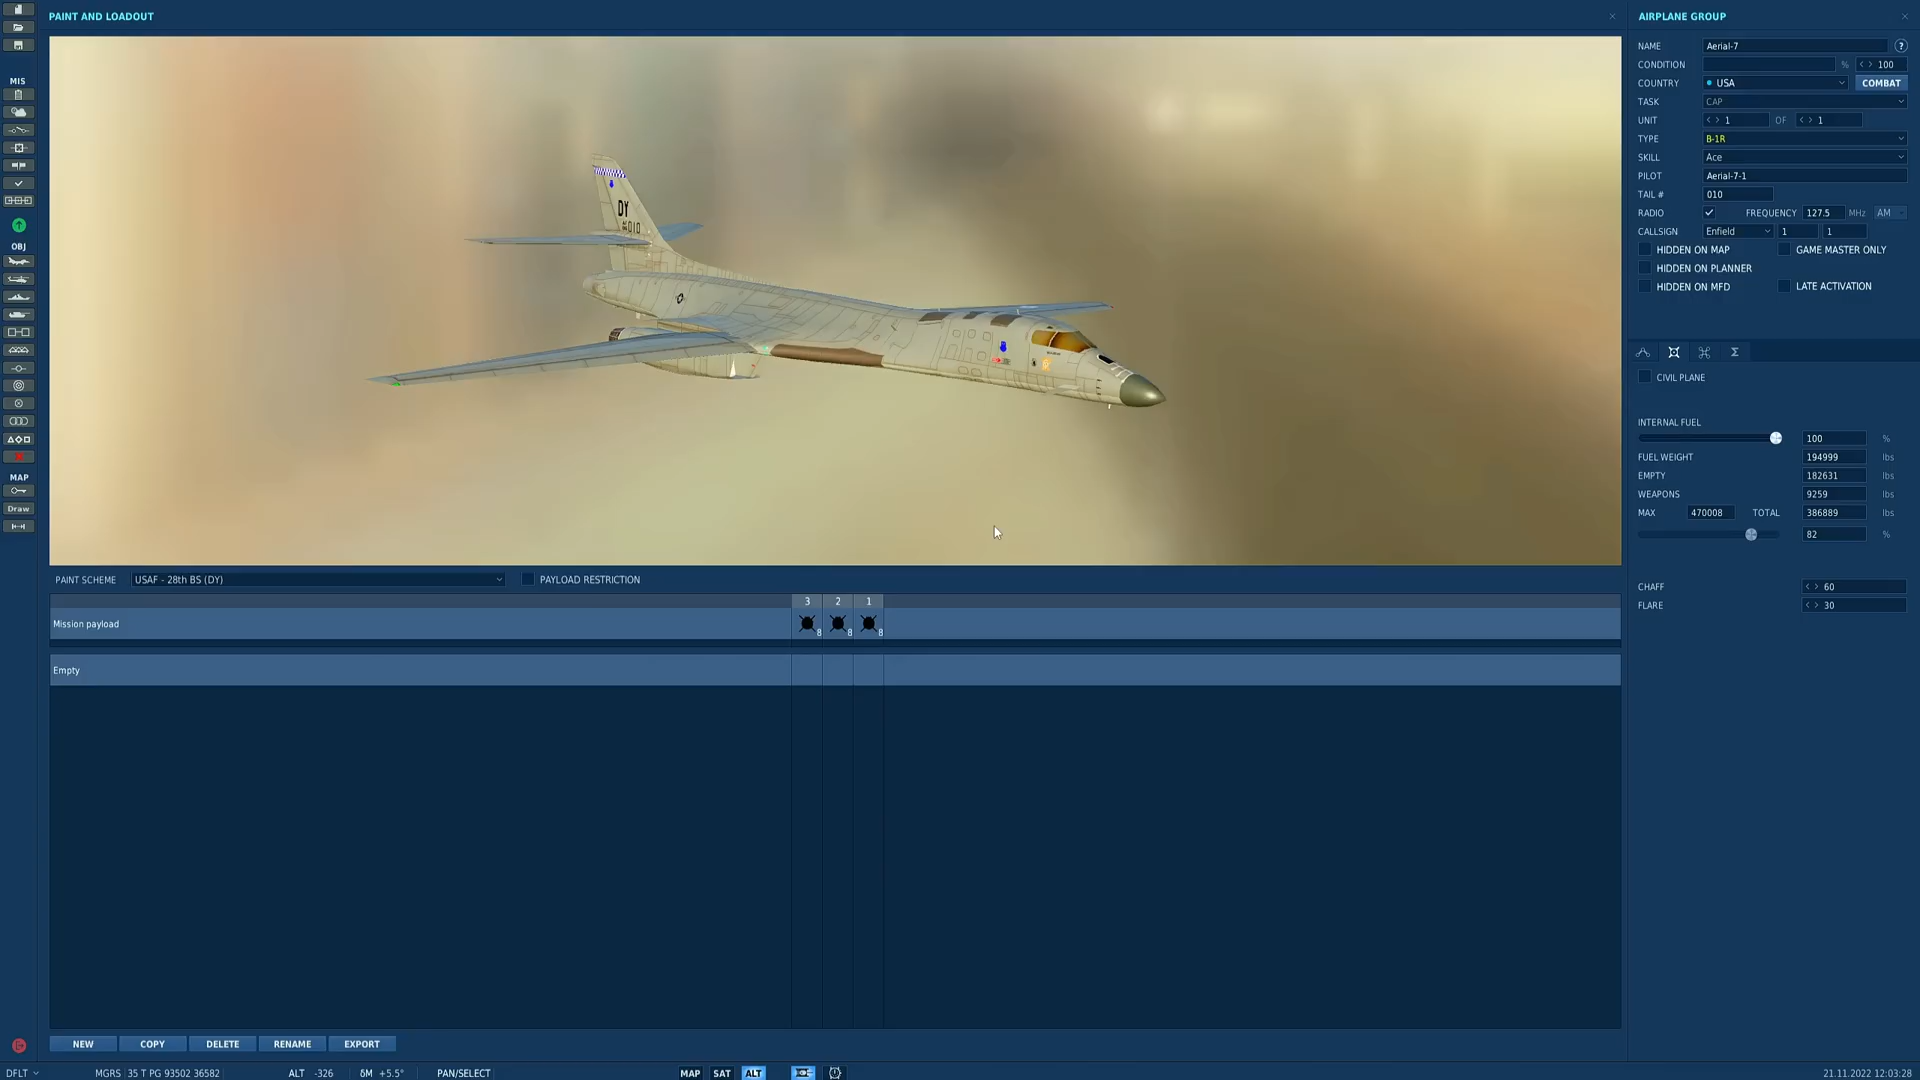 PAINT AND LOADOUT
AIRPLANE GROUP
NAME Aerial-7 ?
CONDITION % < > 100
COUNTRY USA COMBAT
TASK CAP
UNIT < > 1 OF < > 1
TYPE B-1R
SKILL Ace
PILOT Aerial-7-1
TAIL # 010
RADIO FREQUENCY 127.5 MHz AM
CALLSIGN Enfield 1 1
HIDDEN ON MAP GAME MASTER ONLY
HIDDEN ON PLANNER
HIDDEN ON MFD LATE ACTIVATION
Σ
CIVIL PLANE
INTERNAL FUEL
100 %
FUEL WEIGHT 194999 lbs
EMPTY 182631 lbs
WEAPONS 9259 lbs
MAX 470008 TOTAL 386889 lbs
82 %
CHAFF < > 60
FLARE < > 30
MIS
OBJ
MAP
Draw
DY
010
PAINT SCHEME USAF - 28th BS (DY) PAYLOAD RESTRICTION
3 2 1
Mission payload 8 8 8
Empty
NEW COPY DELETE RENAME EXPORT
DFLT MGRS 35 T PG 93502 36582 ALT -326 δM +5.5° PAN/SELECT MAP SAT ALT 21.11.2022 12:03:28